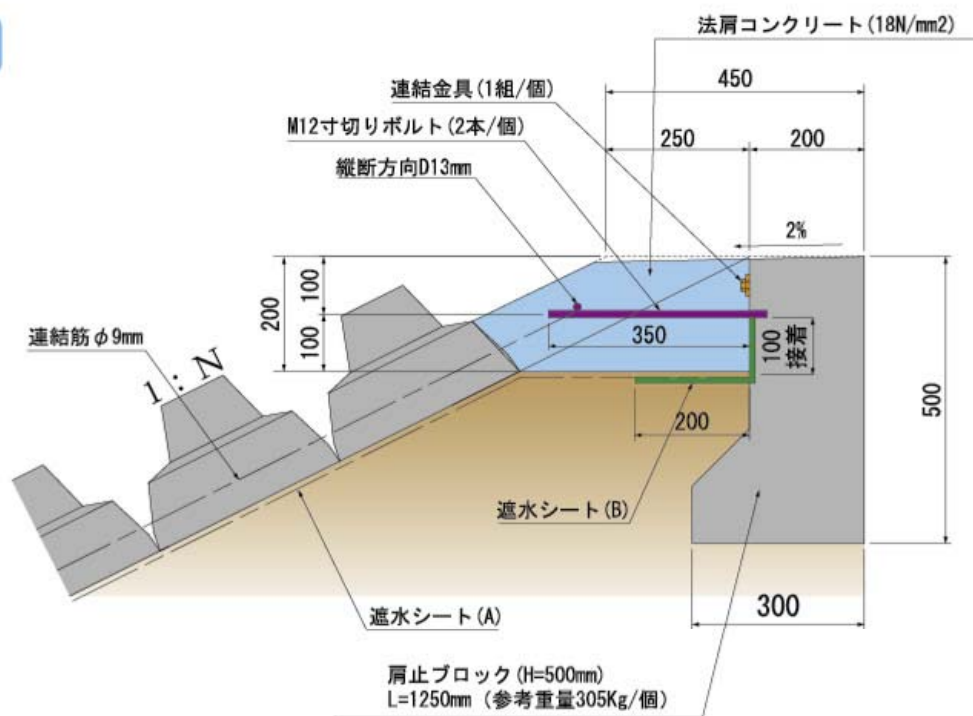 法肩コンクリート(18N/mm2)
450
連結金具(1組/個)
M12寸切りボルト(2本/個)
250
200
縦断方向D13mm
2%
200
100
100
連結筋φ9mm
350
100
接着
1:N
500
200
遮水シート(B)
300
遮水シート(A)
肩止ブロック(H=500mm)
L=1250mm (参考重量305Kg/個)